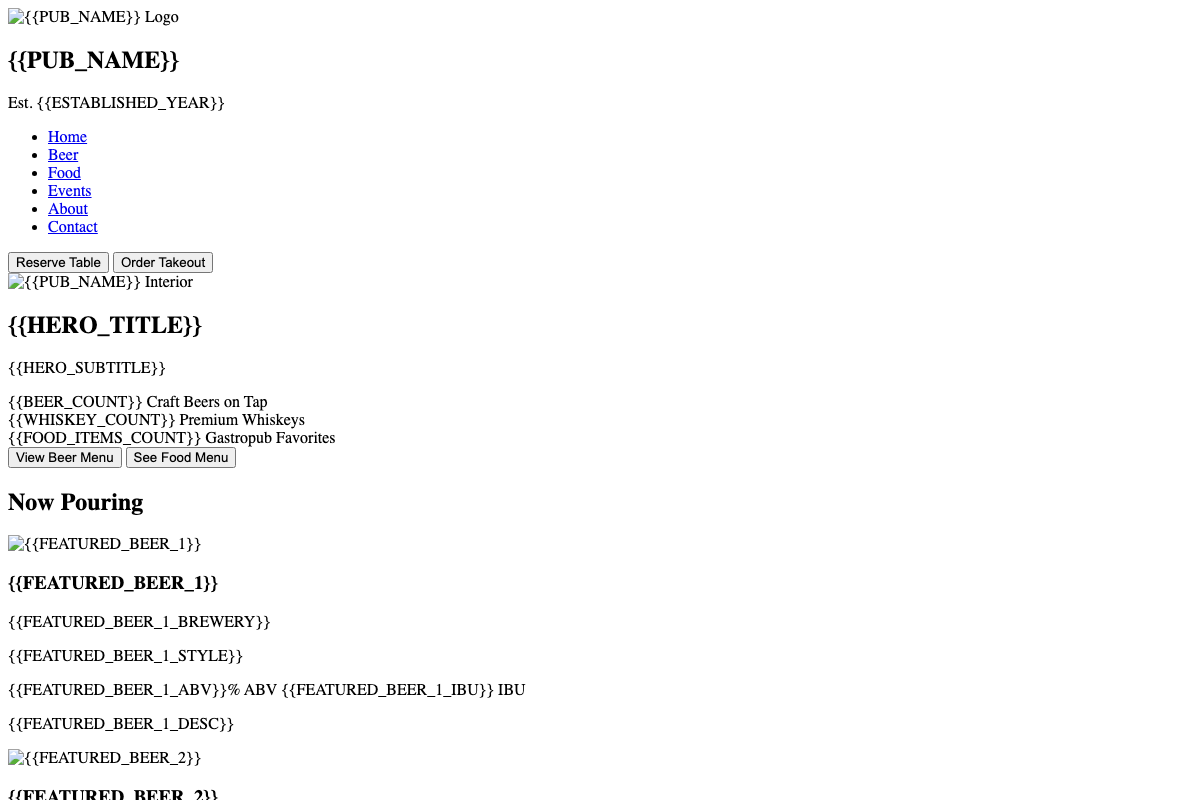 {{PUB_NAME}} Logo
{{PUB_NAME}}
Est. {{ESTABLISHED_YEAR}}
Home
Beer
Food
Events
About
Contact
Reserve Table Order Takeout
{{PUB_NAME}} Interior
{{HERO_TITLE}}
{{HERO_SUBTITLE}}
{{BEER_COUNT}} Craft Beers on Tap
{{WHISKEY_COUNT}} Premium Whiskeys
{{FOOD_ITEMS_COUNT}} Gastropub Favorites
View Beer Menu See Food Menu
Now Pouring
{{FEATURED_BEER_1}}
{{FEATURED_BEER_1}}
{{FEATURED_BEER_1_BREWERY}}
{{FEATURED_BEER_1_STYLE}}
{{FEATURED_BEER_1_ABV}}% ABV {{FEATURED_BEER_1_IBU}} IBU
{{FEATURED_BEER_1_DESC}}
{{FEATURED_BEER_2}}
{{FEATURED_BEER_2}}